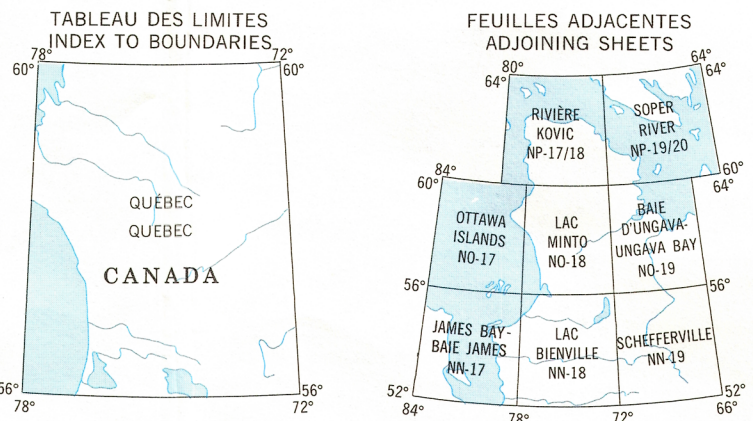 TABLEAU DES LIMITES
INDEX TO BOUNDARIES
78°
72°
60°
60°
QUÉBEC
QUEBEC
CANADA
56°
56°
78°
72°
FEUILLES ADJACENTES
ADJOINING SHEETS
80°
64°
64°
64°
RIVIÈRE
KOVIC
NP-17/18
SOPER
RIVER
NP-19/20
84°
60°
60°
64°
OTTAWA
ISLANDS
NO-17
LAC
MINTO
NO-18
BAIE
D'UNGAVA-
UNGAVA BAY
NO-19
56°
56°
JAMES BAY-
BAIE JAMES
NN-17
LAC
BIENVILLE
NN-18
SCHEFFERVILLE
NN-19
52°
52°
84°
78°
72°
66°